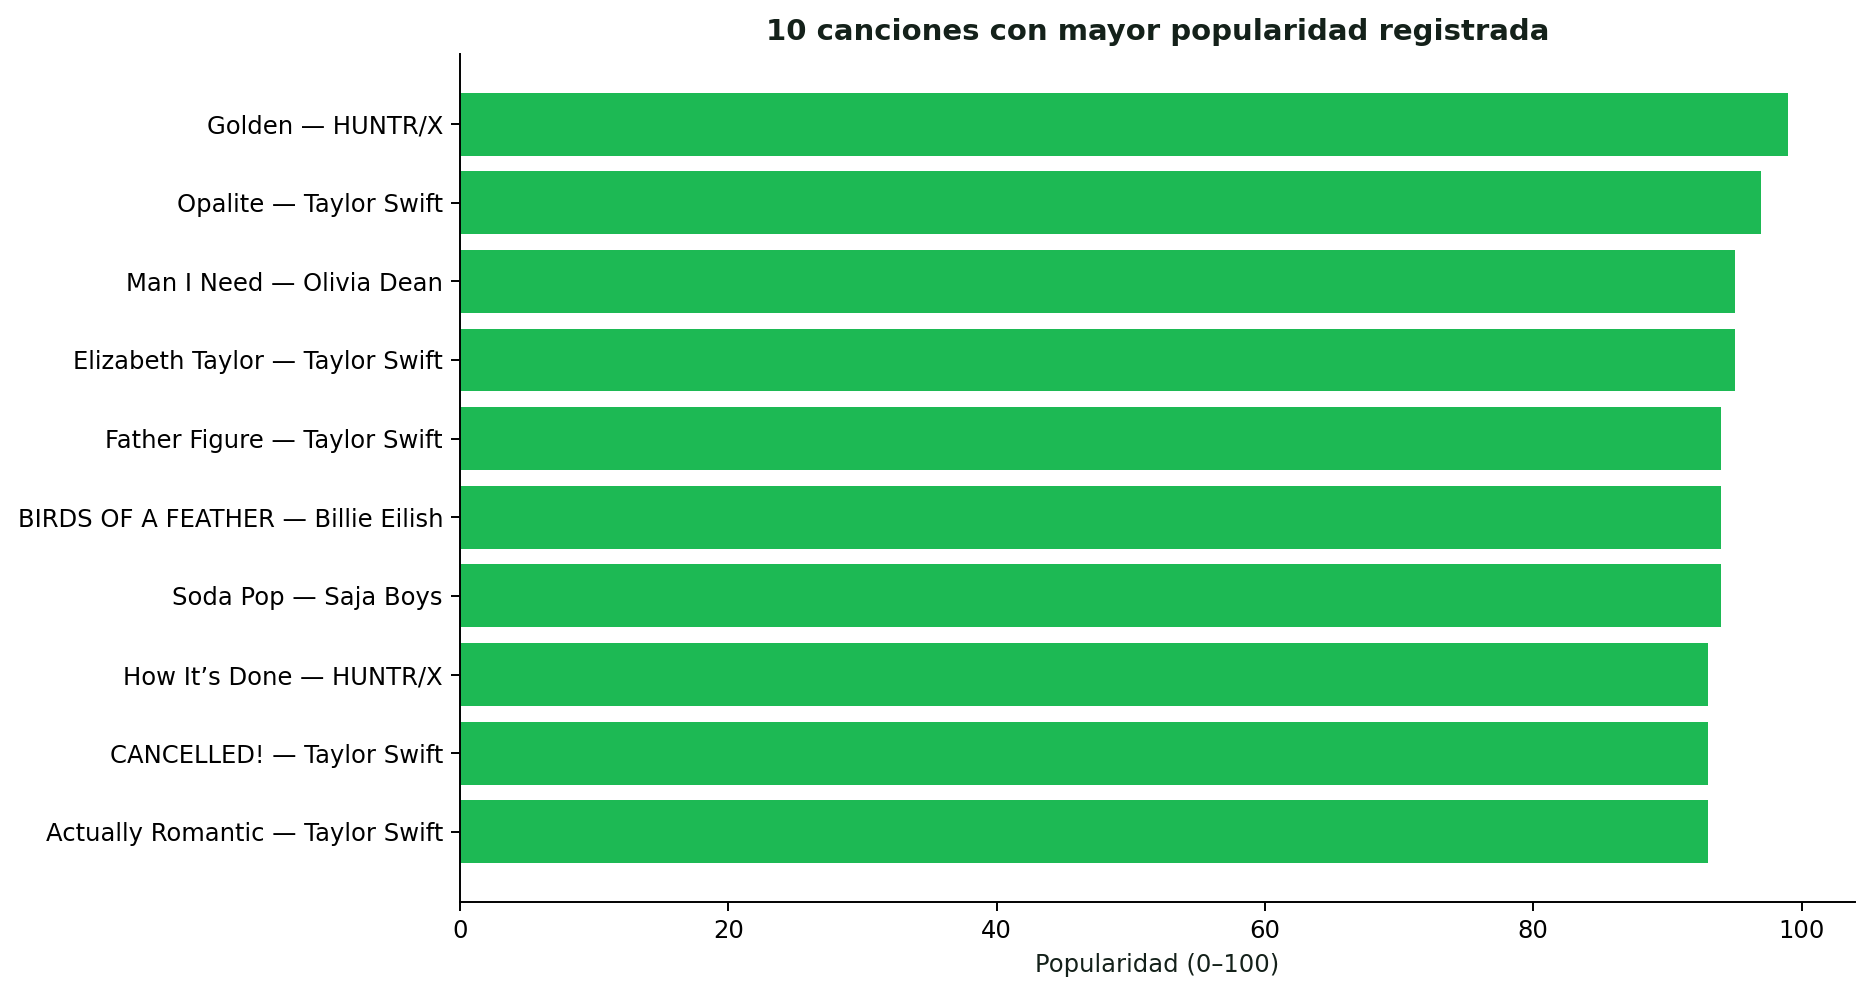 10 canciones con mayor popularidad registrada
Golden — HUNTR/X
Opalite — Taylor Swift
Man I Need — Olivia Dean
Elizabeth Taylor — Taylor Swift
Father Figure — Taylor Swift
BIRDS OF A FEATHER — Billie Eilish
Soda Pop — Saja Boys
How It’s Done — HUNTR/X
CANCELLED! — Taylor Swift
Actually Romantic — Taylor Swift
0 20 40 60 80 100
Popularidad (0–100)